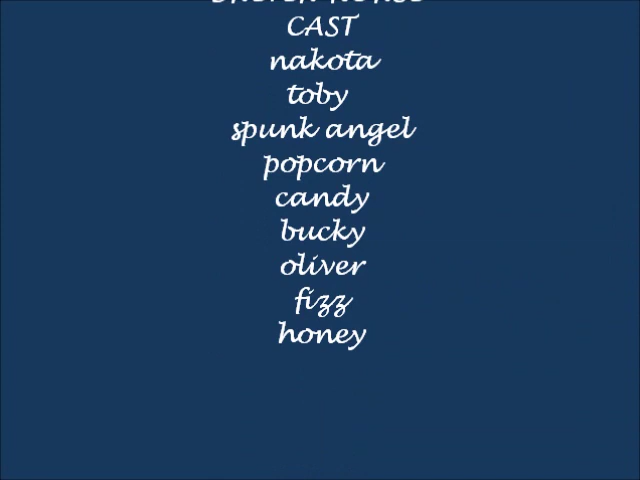 CAST
nakota
toby
spunk angel
popcorn
candy
bucky
oliver
fizz
honey